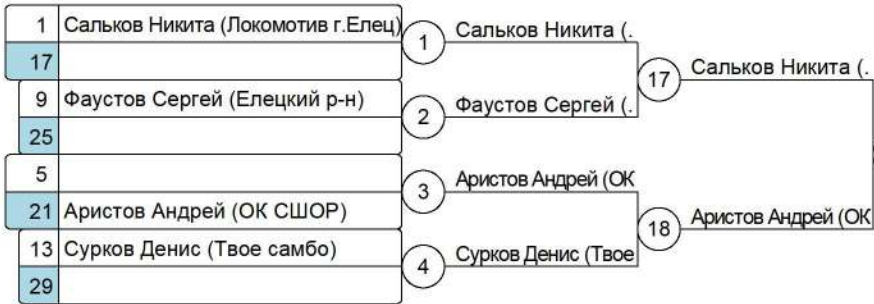 1 Сальков Никита (Локомотив г.Елец)
17
9 Фаустов Сергей (Елецкий р-н)
25
5
21 Аристов Андрей (ОК СШОР)
13 Сурков Денис (Твое самбо)
29
1 Сальков Никита (.
2 Фаустов Сергей (.
3 Аристов Андрей (ОК
4 Сурков Денис (Твое
17 Сальков Никита (.
18 Аристов Андрей (ОК